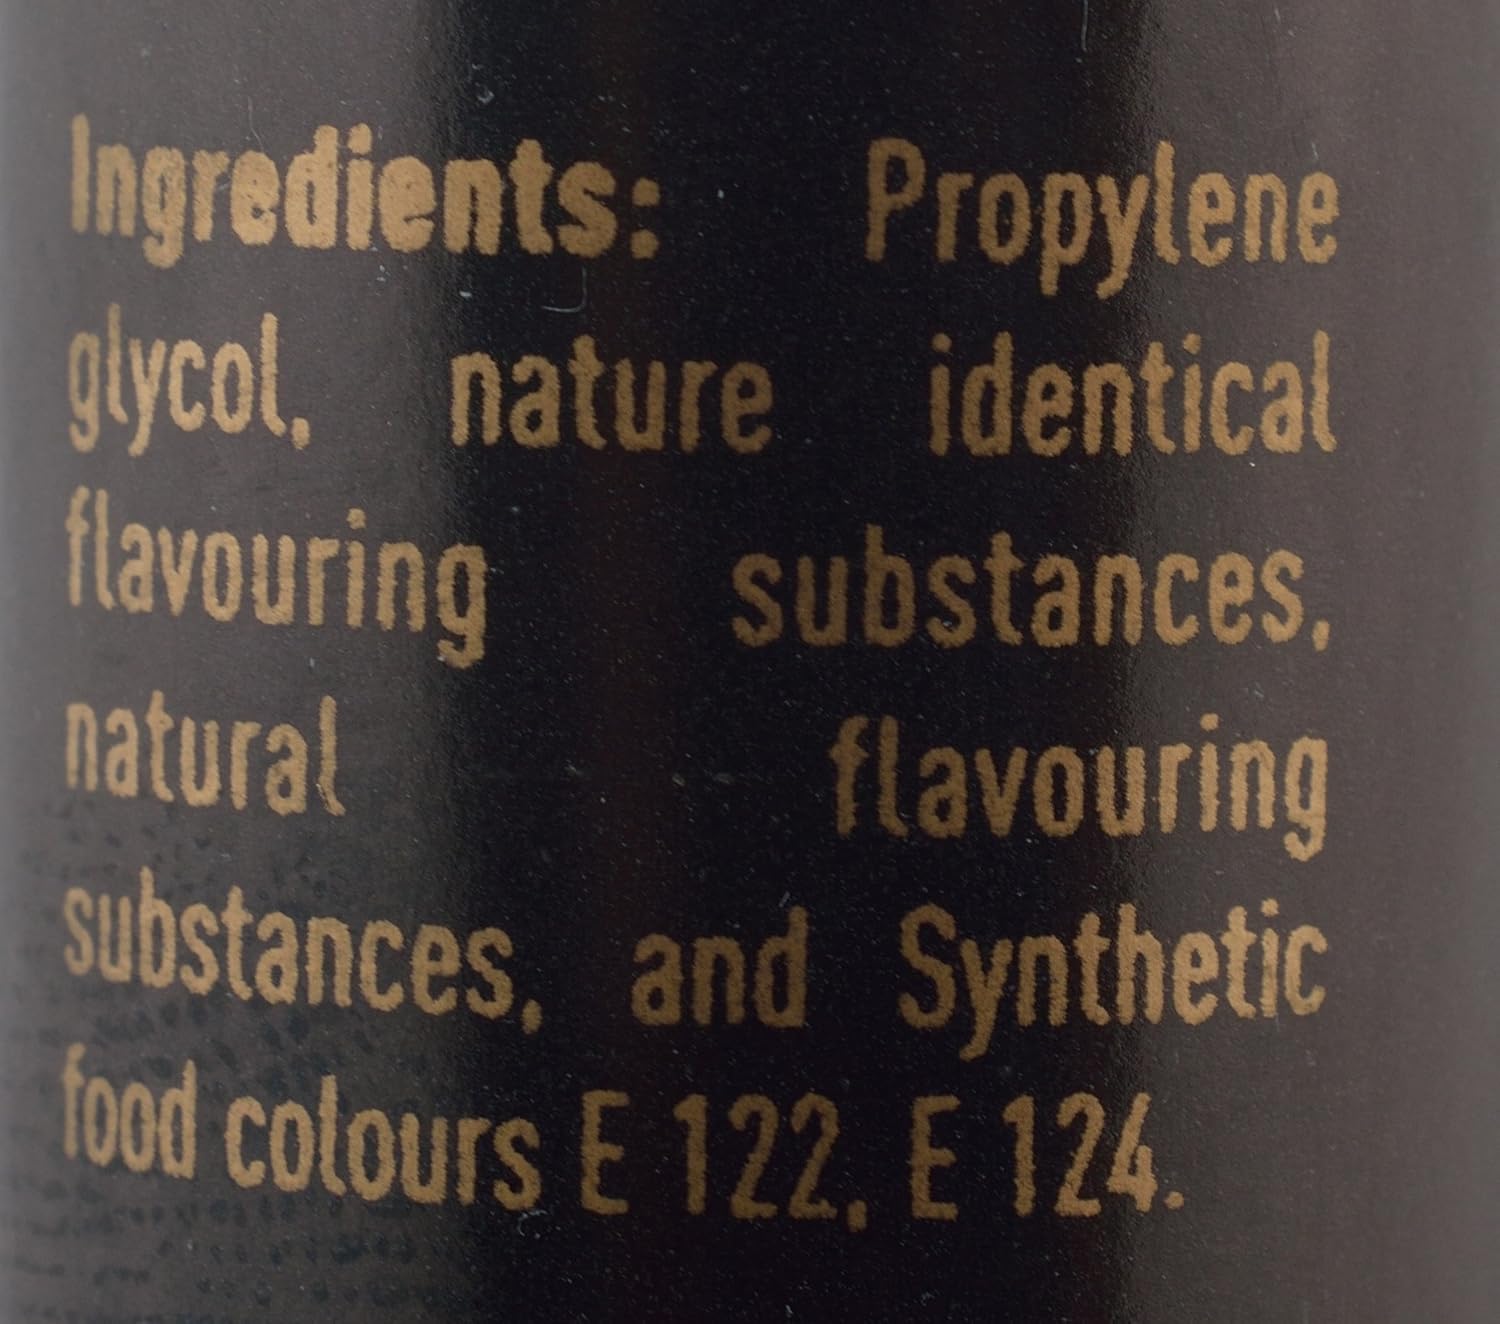 Ingredients: Propylene
glycol, nature identical
flavouring substances,
natural flavouring
substances, and Synthetic
food colours E 122, E 124.